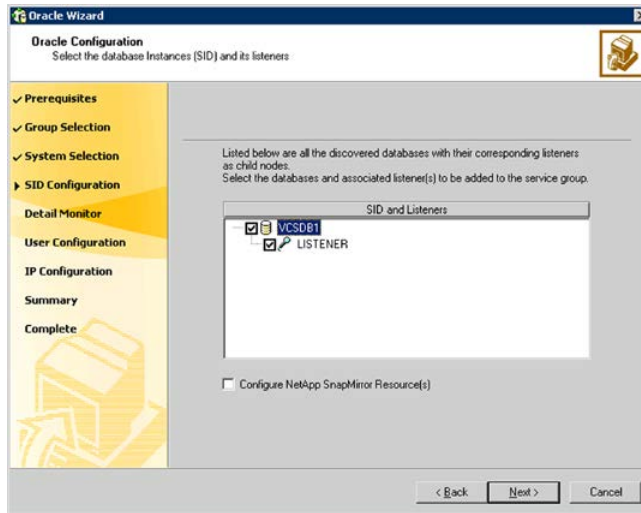 Oracle Wizard
Oracle Configuration
Select the database Instances (SID) and its listeners
Prerequisites
Group Selection
System Selection
SID Configuration
Detail Monitor
User Configuration
IP Configuration
Summary
Complete
Listed below are all the discovered databases with their corresponding listeners
as child nodes.
Select the databases and associated listener(s) to be added to the service group.
SID and Listeners
VCSDB1
LISTENER
Configure NetApp SnapMirror Resource(s)
< Back
Next >
Cancel